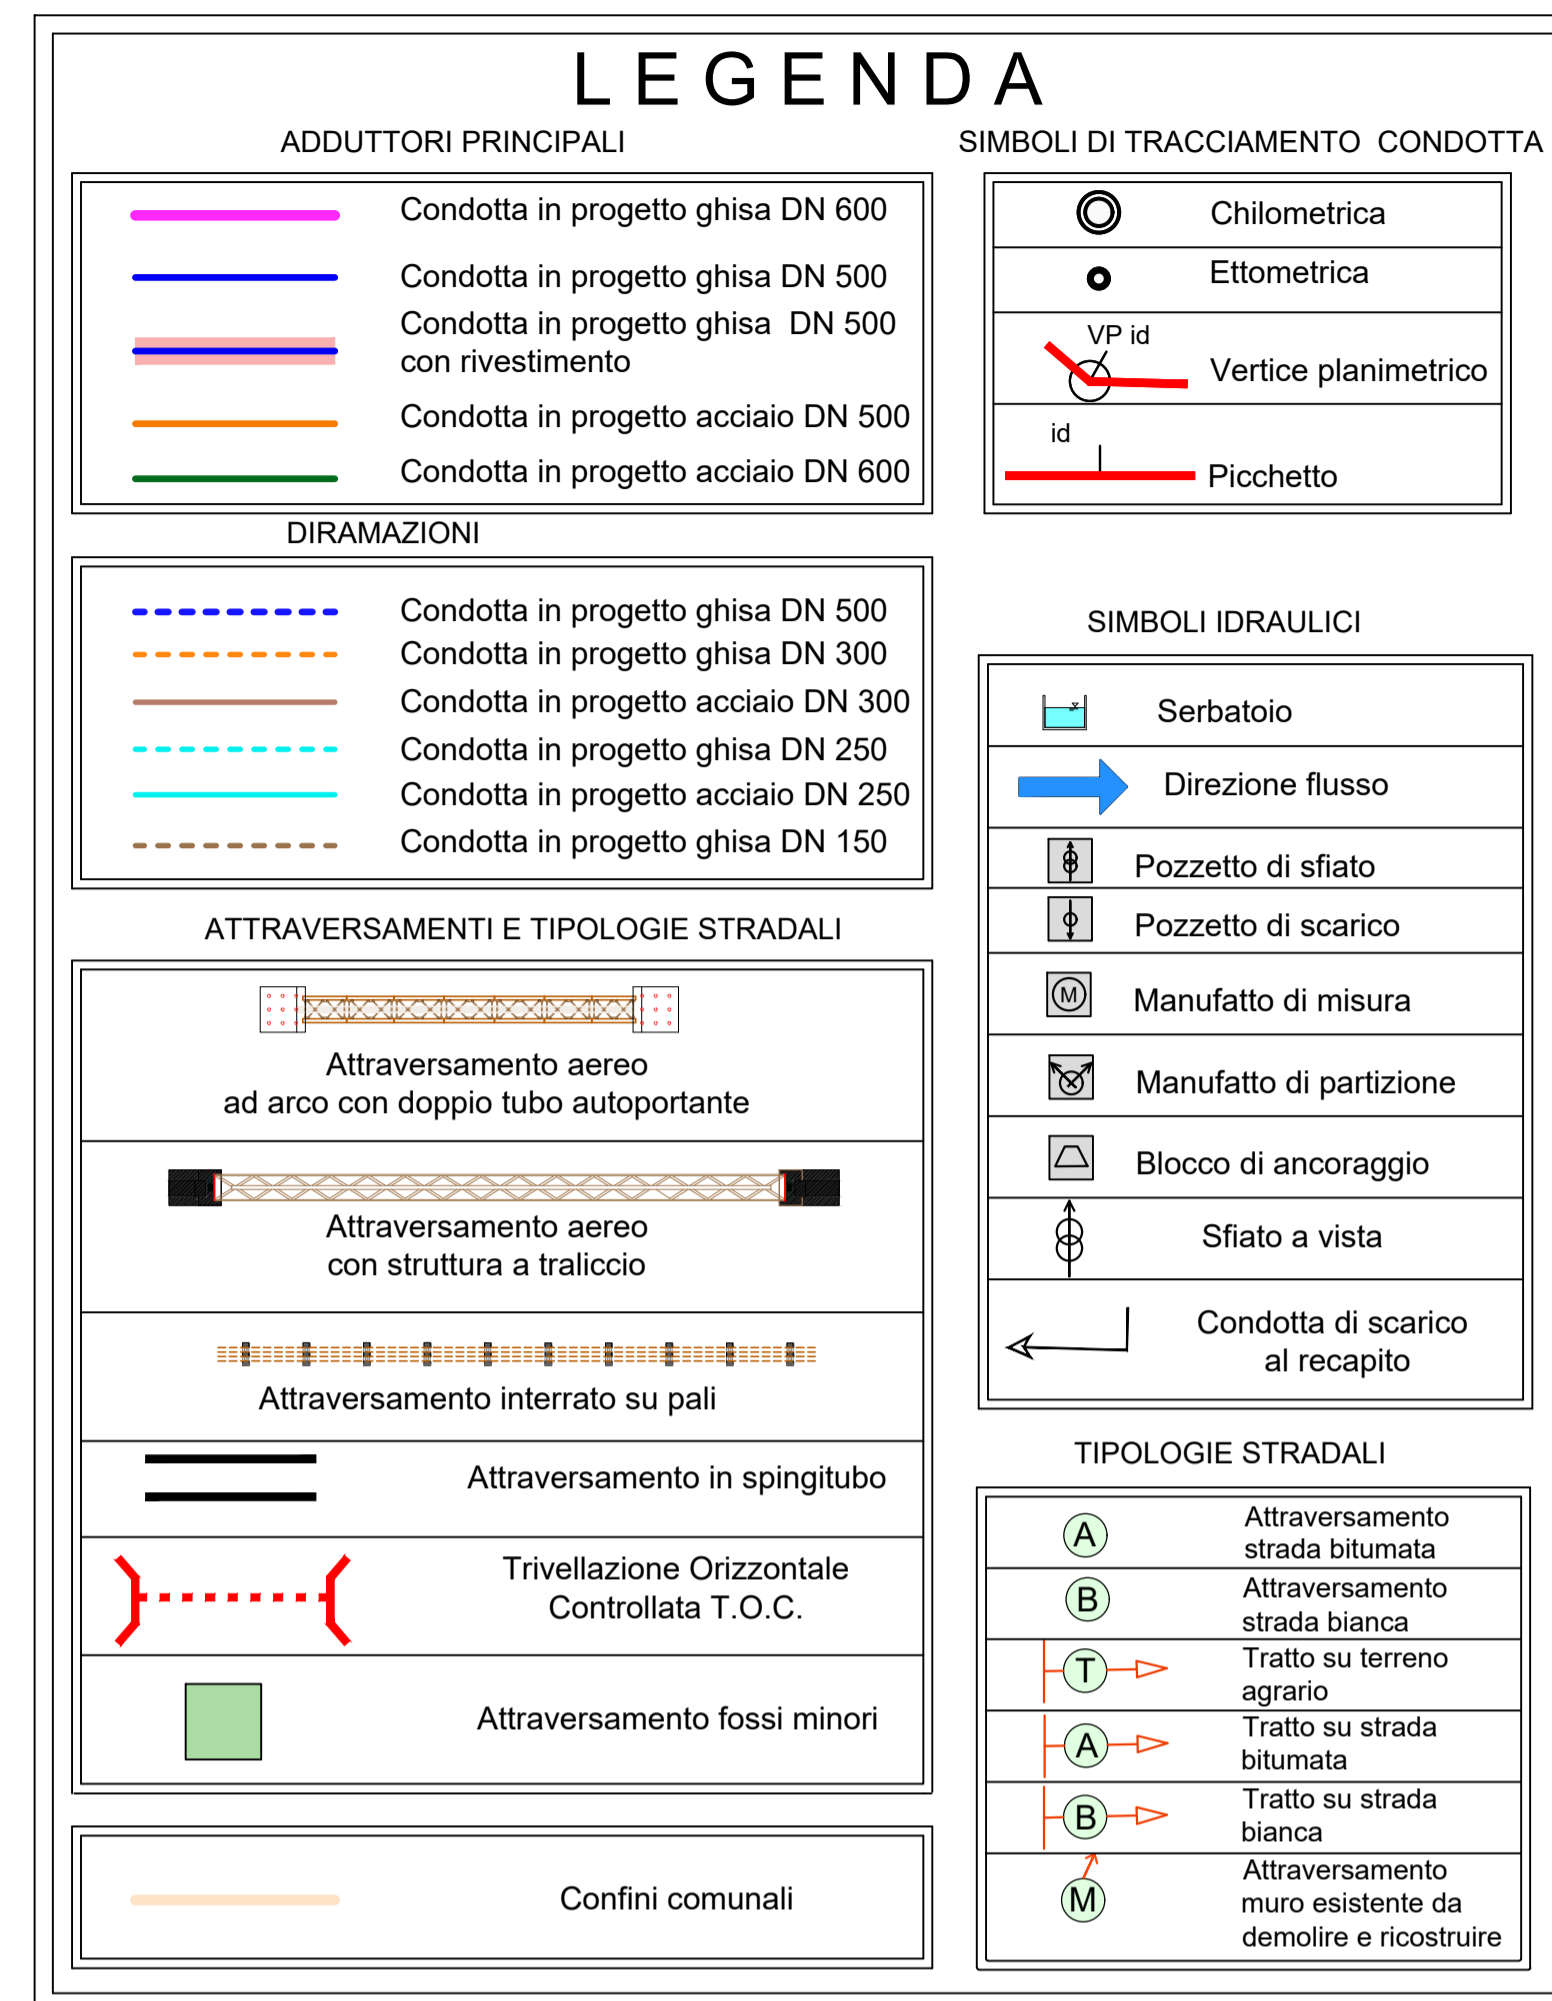 LEGENDA
ADDUTTORI PRINCIPALI
Condotta in progetto ghisa DN 600
Condotta in progetto ghisa DN 500
Condotta in progetto ghisa DN 500
con rivestimento
Condotta in progetto acciaio DN 500
Condotta in progetto acciaio DN 600
DIRAMAZIONI
Condotta in progetto ghisa DN 500
Condotta in progetto ghisa DN 300
Condotta in progetto acciaio DN 300
Condotta in progetto ghisa DN 250
Condotta in progetto acciaio DN 250
Condotta in progetto ghisa DN 150
ATTRAVERSAMENTI E TIPOLOGIE STRADALI
Attraversamento aereo
ad arco con doppio tubo autoportante
Attraversamento aereo
con struttura a traliccio
Attraversamento interrato su pali
Attraversamento in spingitubo
Trivellazione Orizzontale
Controllata T.O.C.
Attraversamento fossi minori
Confini comunali
SIMBOLI DI TRACCIAMENTO CONDOTTA
Chilometrica
Ettometrica
VP id
Vertice planimetrico
id
Picchetto
SIMBOLI IDRAULICI
Serbatoio
Direzione flusso
Pozzetto di sfiato
Pozzetto di scarico
M
Manufatto di misura
Manufatto di partizione
Blocco di ancoraggio
Sfiato a vista
Condotta di scarico
al recapito
TIPOLOGIE STRADALI
A
Attraversamento
strada bitumata
B
Attraversamento
strada bianca
T
Tratto su terreno
agrario
A
Tratto su strada
bitumata
B
Tratto su strada
bianca
M
Attraversamento
muro esistente da
demolire e ricostruire